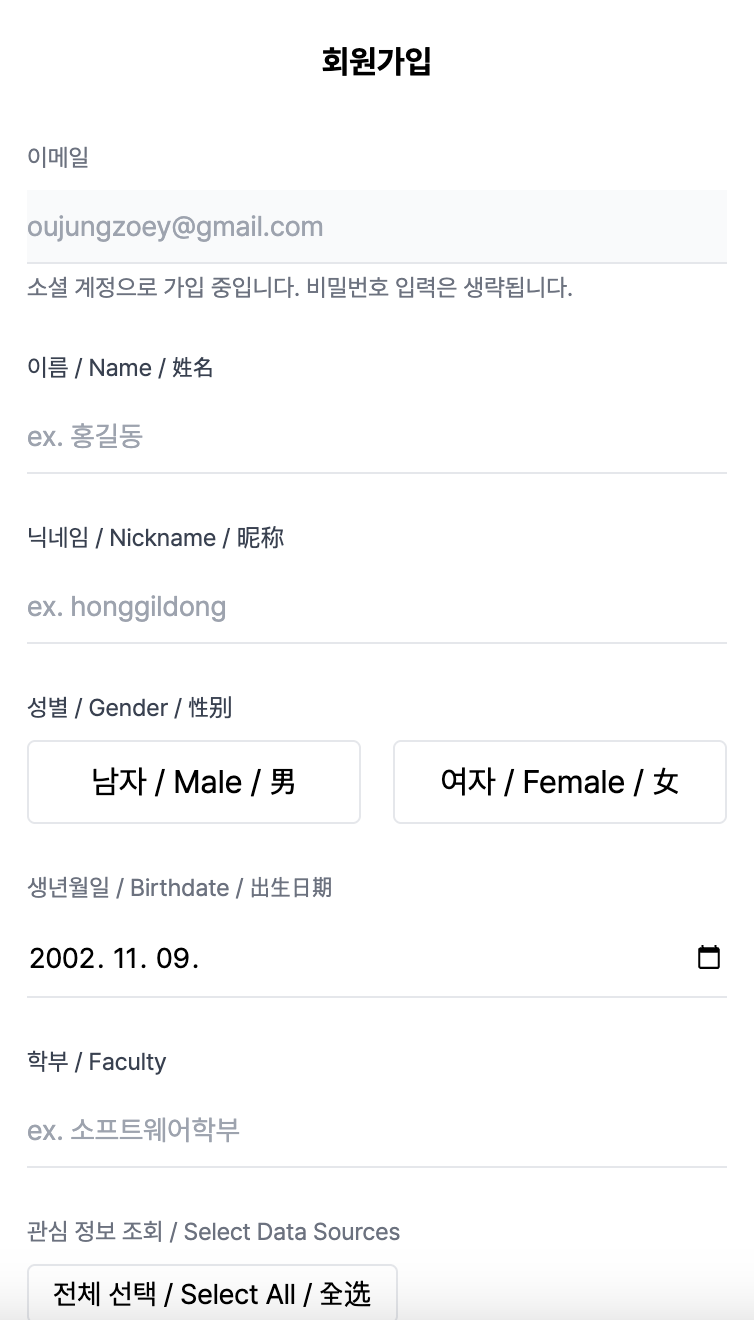 회원가입
이메일
oujungzoey@gmail.com
소셜 계정으로 가입 중입니다. 비밀번호 입력은 생략됩니다.
이름 / Name / 姓名
ex. 홍길동
닉네임 / Nickname / 昵称
ex. honggildong
성별 / Gender / 性别
남자 / Male / 男
여자 / Female / 女
생년월일 / Birthdate / 出生日期
2002. 11. 09.
학부 / Faculty
ex. 소프트웨어학부
관심 정보 조회 / Select Data Sources
전체 선택 / Select All / 全选